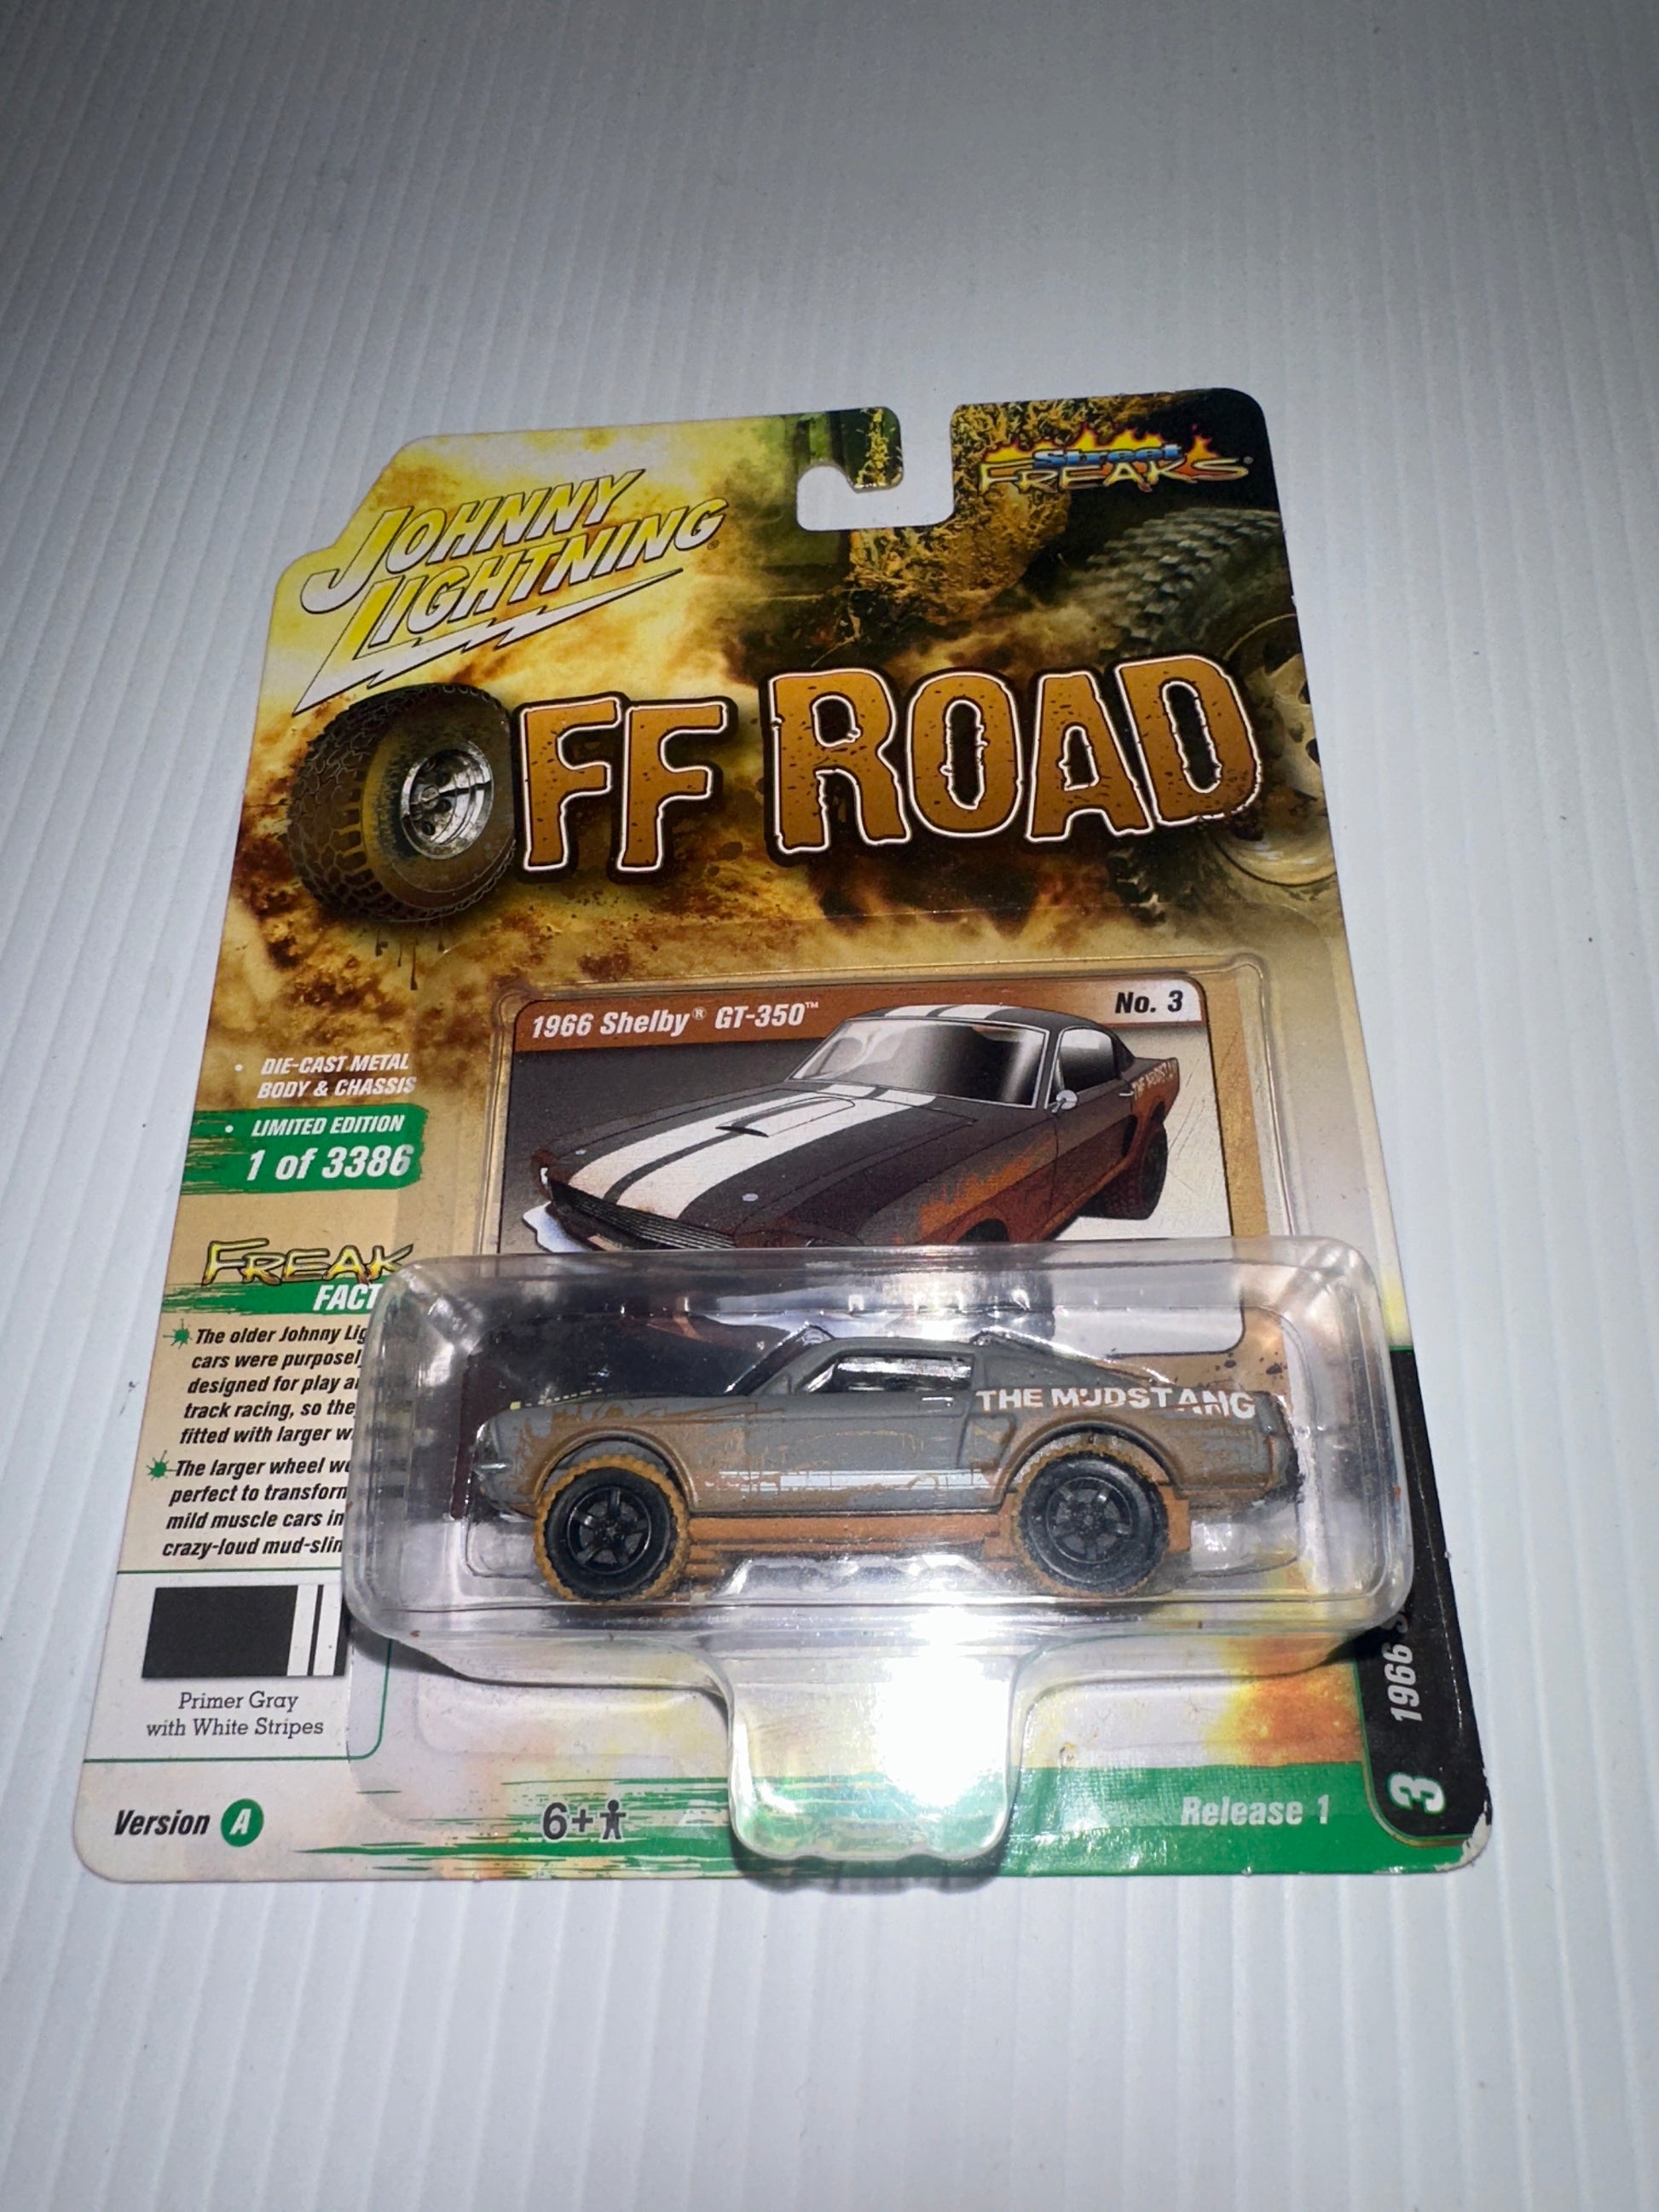 Street
FREAKS®
JOHNNY
LIGHTNING®
OFF ROAD
1966 Shelby® GT-350™
No. 3
• DIE-CAST METAL
BODY & CHASSIS
• LIMITED EDITION
1 of 3386
FREAK
FACT
The older Johnny Lig
cars were purposel
designed for play a
track racing, so the
fitted with larger w
The larger wheel we
perfect to transform
mild muscle cars in
crazy-loud mud-slin
THE MUDSTANG
Primer Gray
with White Stripes
1966 S
3
Version A
6+
Release 1